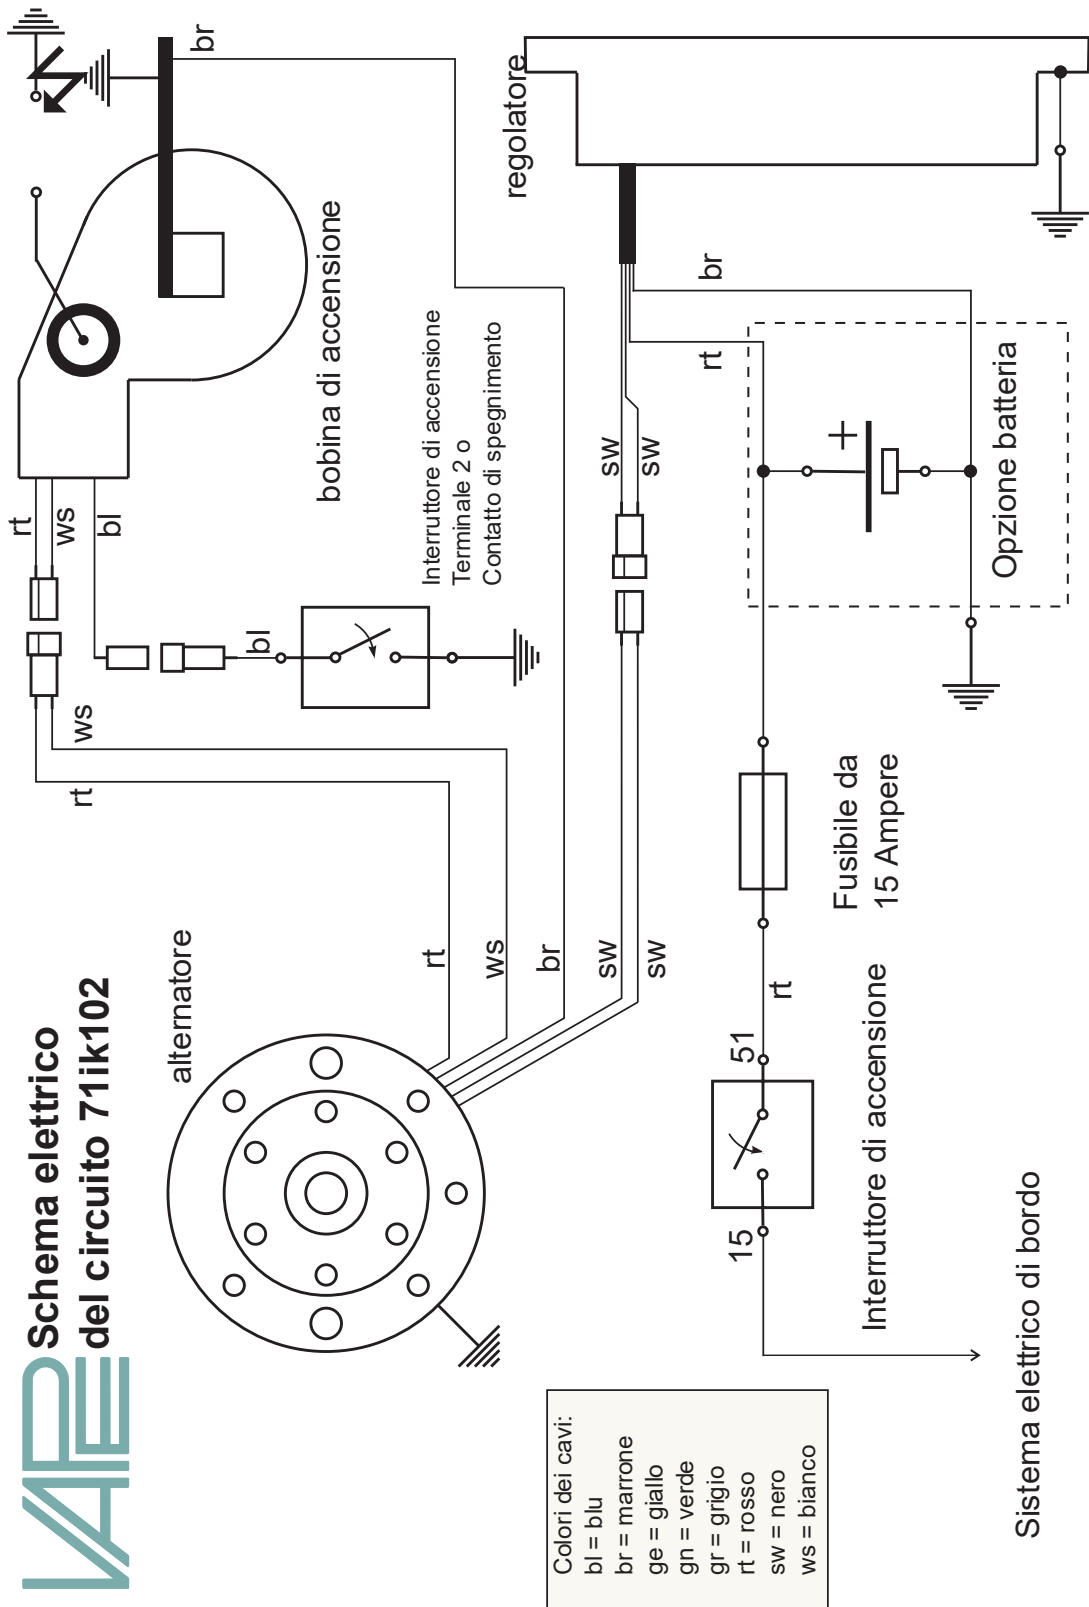 VAPE
Schema elettrico
del circuito 71ik102
alternatore
rt
ws
bl
br
bobina di accensione
regolatore
Interruttore di accensione
Terminale 2 o
Contatto di spegnimento
bl
ws
rt
rt
ws
br
sw
sw
sw
sw
br
rt
+
Opzione batteria
Fusibile da
15 Ampere
rt
51
15
Interruttore di accensione
Sistema elettrico di bordo
Colori dei cavi:
bl = blu
br = marrone
ge = giallo
gn = verde
gr = grigio
rt = rosso
sw = nero
ws = bianco